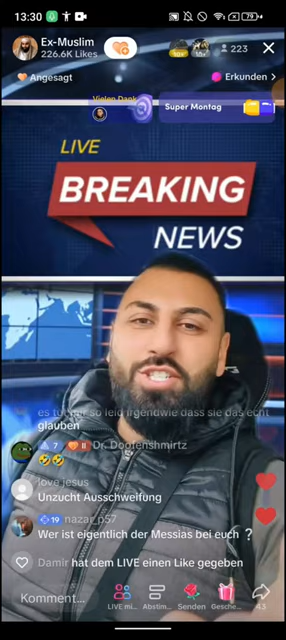 13:30
79
Ex-Muslim
226.6K Likes
223
Angesagt
Erkunden >
Vielen Dank
Super Montag
LIVE
BREAKING
NEWS
es tut mir so leid irgendwie dass sie das echt
glauben
7 II Dr. Doofenshmirtz
🤣🤣
love jesus
Unzucht Ausschweifung
19 nazar_p57
Wer ist eigentlich der Messias bei euch ?
Damir hat dem LIVE einen Like gegeben
Komment...
LIVE mi...
Abstim...
Senden
Gesche...
43